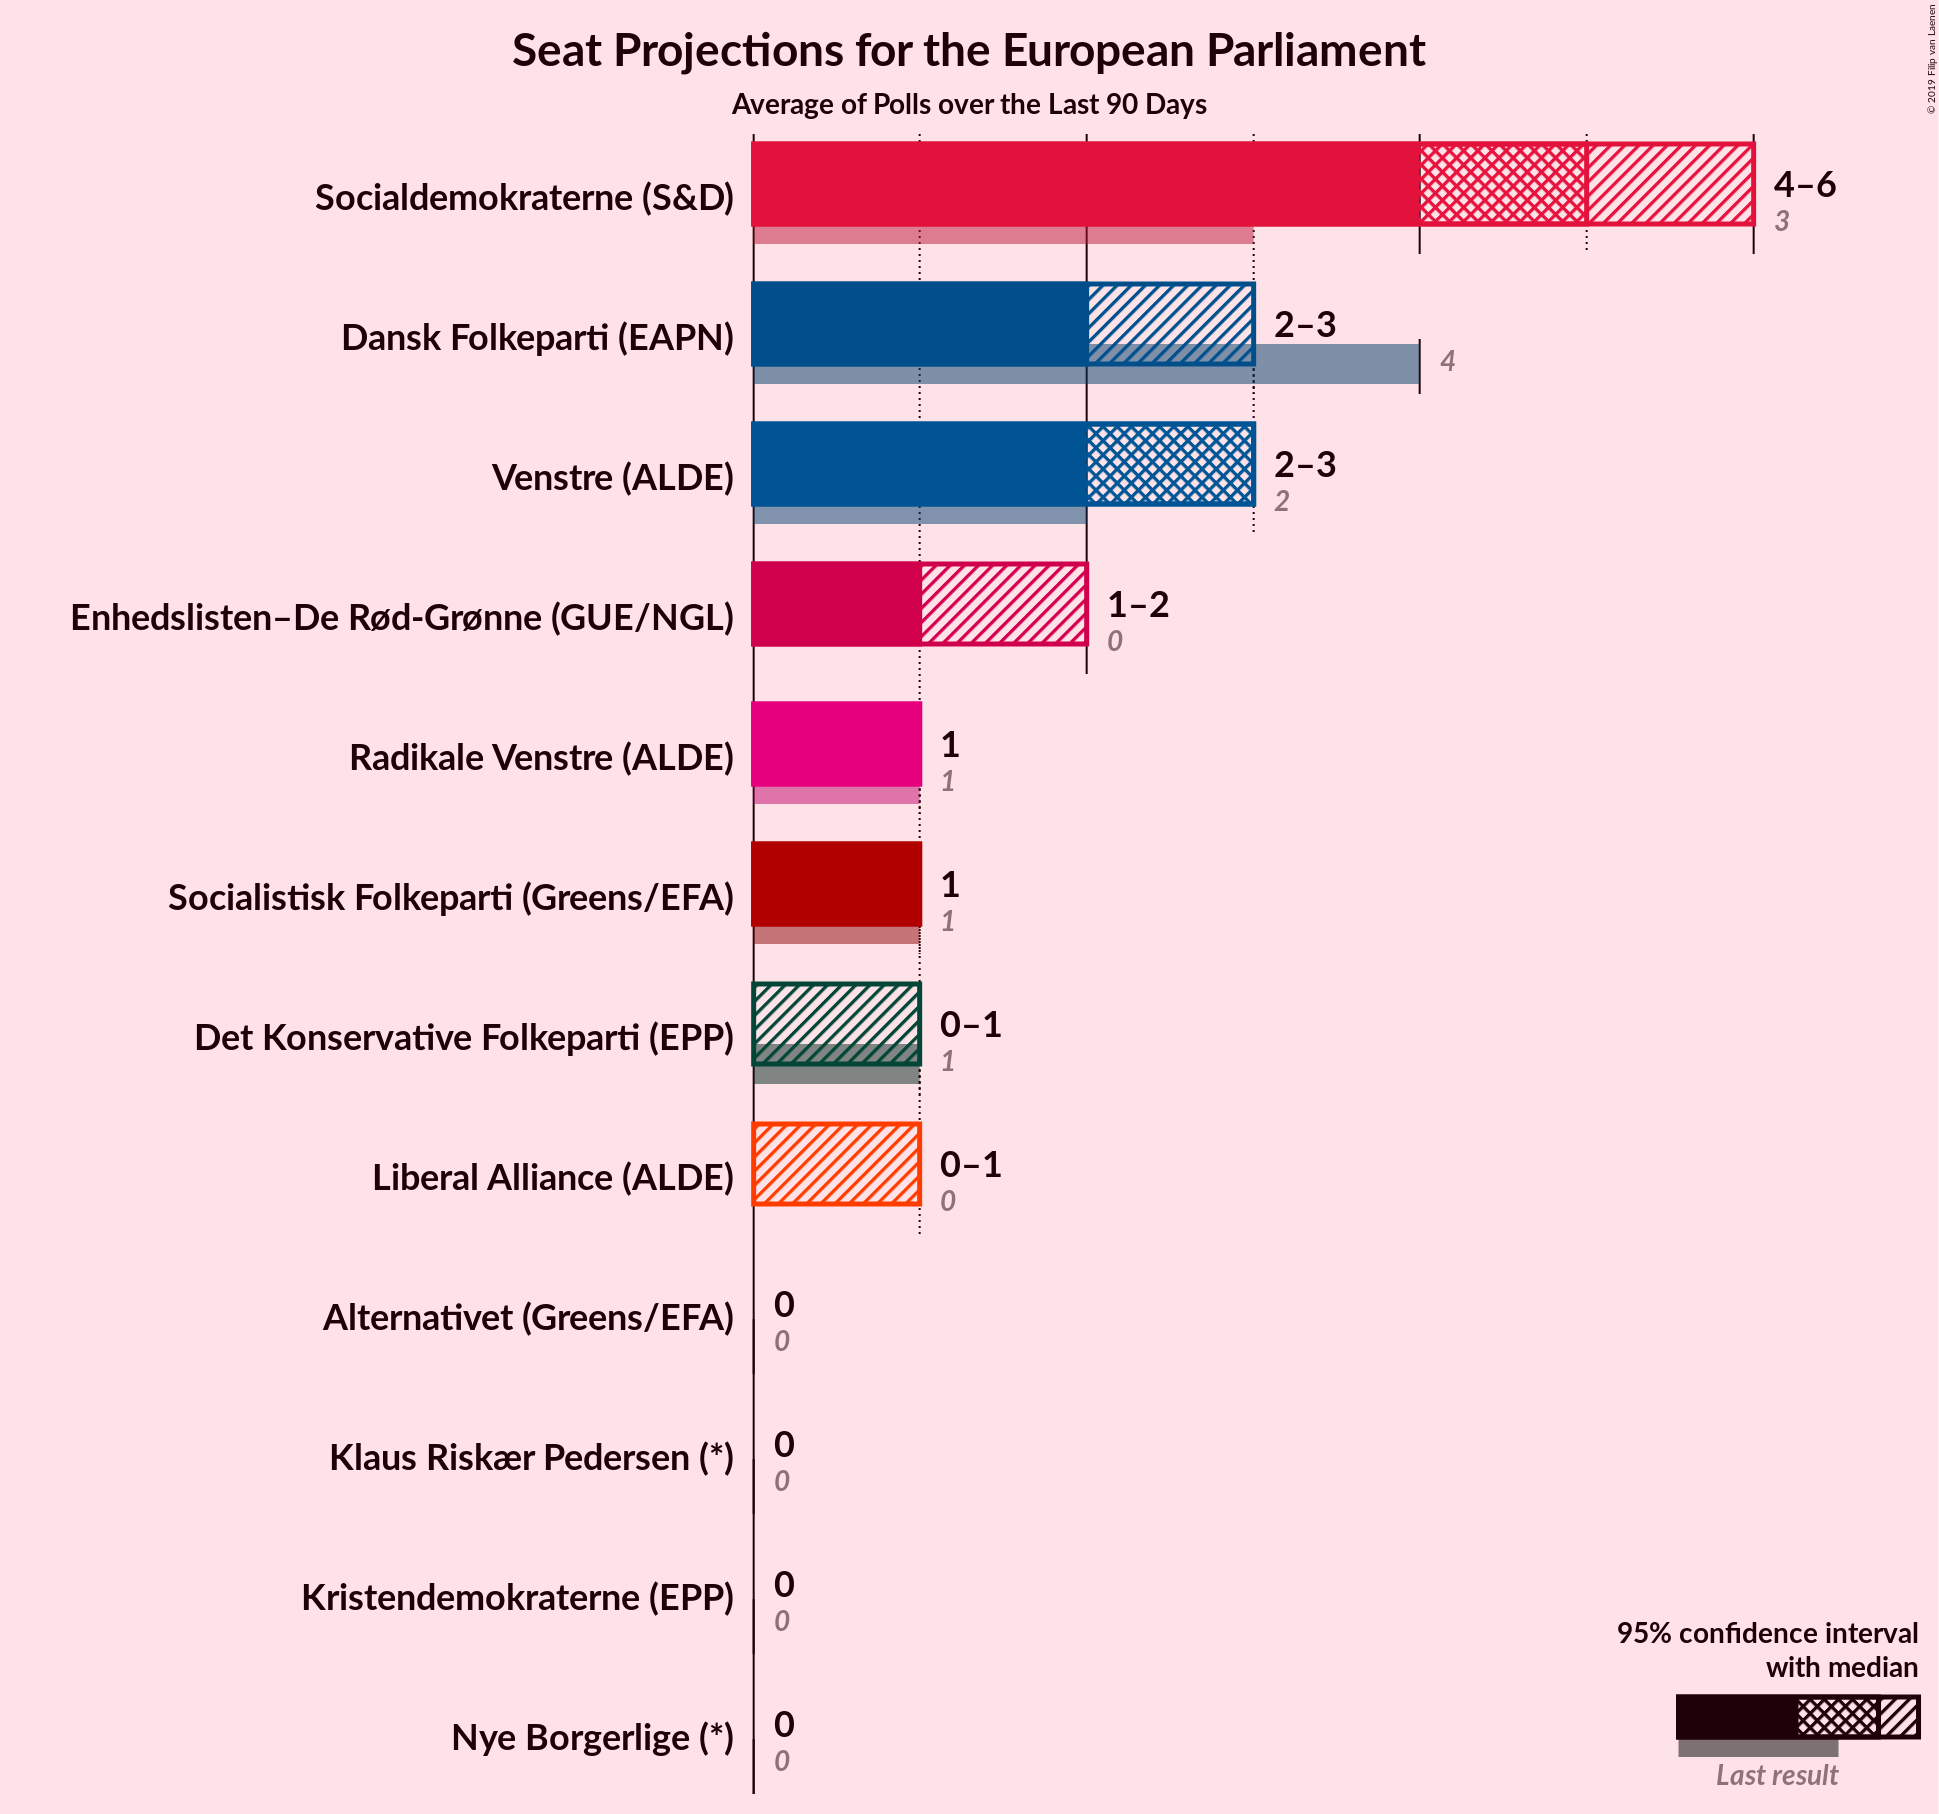 Seat Projections for the European Parliament
Average of Polls over the Last 90 Days
© 2019 Filip van Laenen
Socialdemokraterne (S&D)
4–6
3
Dansk Folkeparti (EAPN)
2–3
4
Venstre (ALDE)
2–3
2
Enhedslisten–De Rød-Grønne (GUE/NGL)
1–2
0
Radikale Venstre (ALDE)
1
1
Socialistisk Folkeparti (Greens/EFA)
1
1
Det Konservative Folkeparti (EPP)
0–1
1
Liberal Alliance (ALDE)
0–1
0
Alternativet (Greens/EFA)
0
0
Klaus Riskær Pedersen (*)
0
0
Kristendemokraterne (EPP)
0
0
Nye Borgerlige (*)
0
0
95% confidence interval
with median
Last result